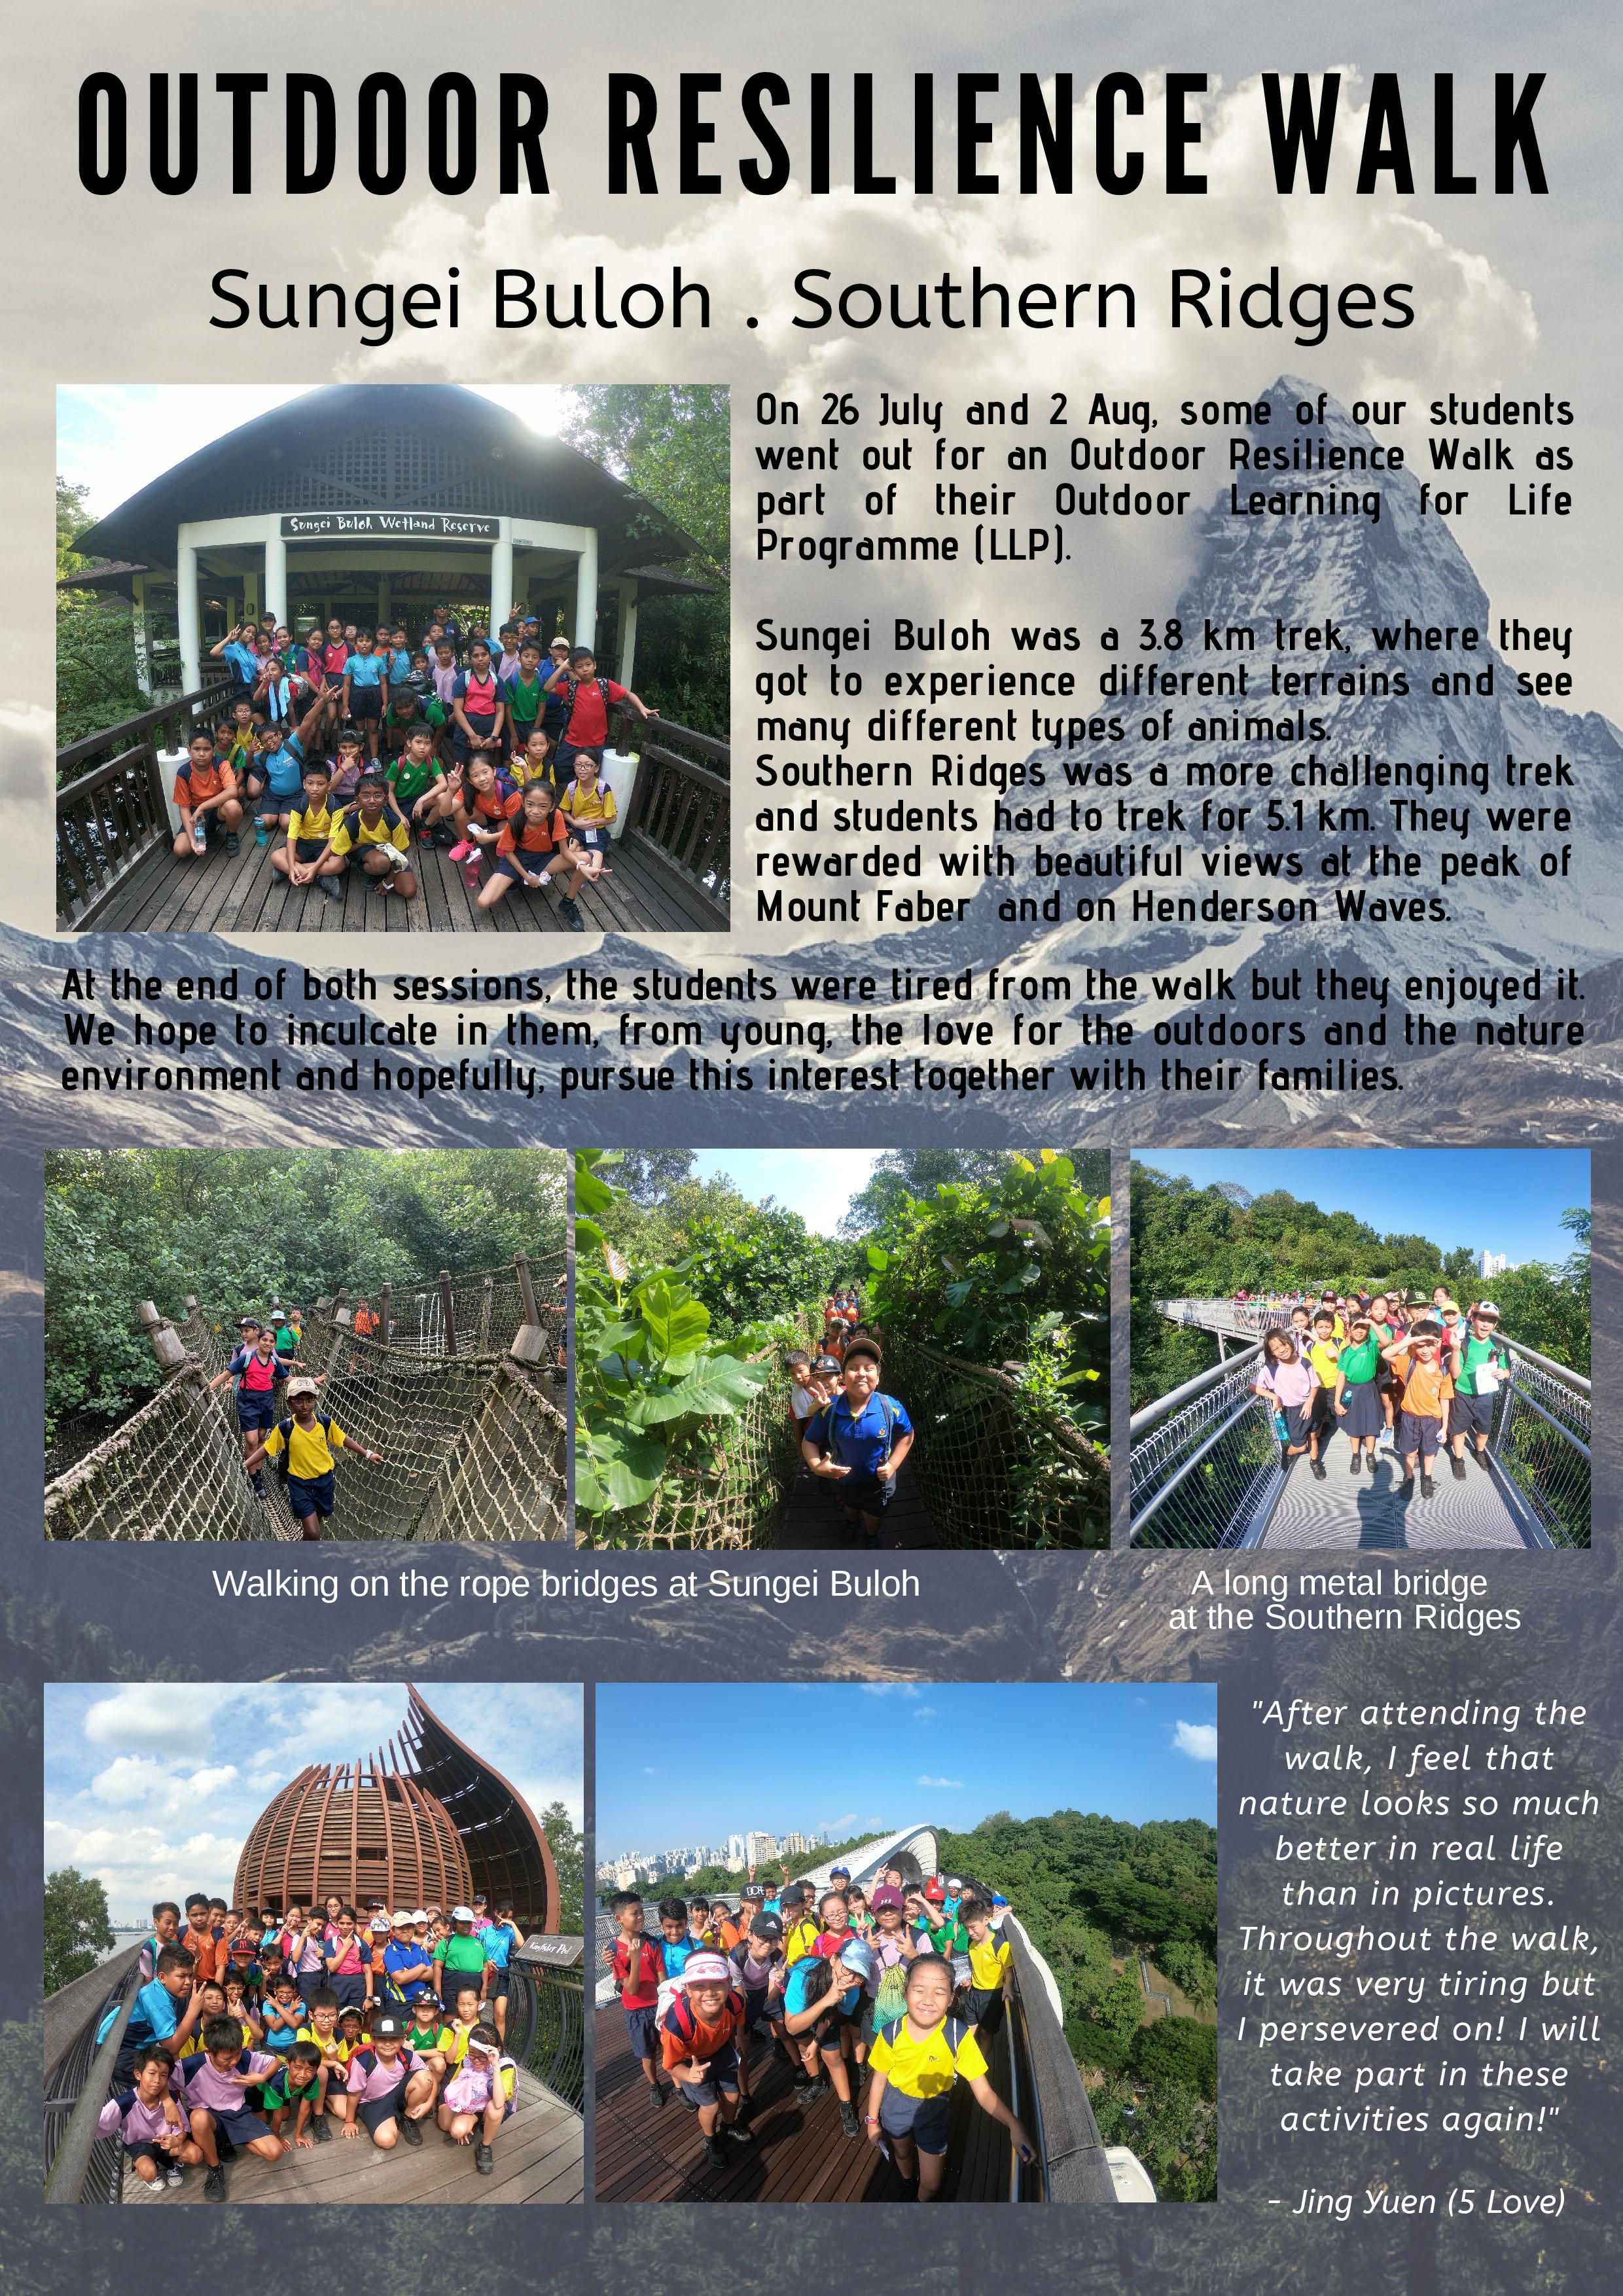 OUTDOOR RESILIENCE WALK
Sungei Buloh . Southern Ridges
Sungei Buloh Wetland Reserve
On 26 July and 2 Aug, some of our students
went out for an Outdoor Resilience Walk as
part of their Outdoor Learning for Life
Programme (LLP).
Sungei Buloh was a 3.8 km trek, where they
got to experience different terrains and see
many different types of animals.
Southern Ridges was a more challenging trek
and students had to trek for 5.1 km. They were
rewarded with beautiful views at the peak of
Mount Faber and on Henderson Waves.
At the end of both sessions, the students were tired from the walk but they enjoyed it.
We hope to inculcate in them, from young, the love for the outdoors and the nature
environment and hopefully, pursue this interest together with their families.
Walking on the rope bridges at Sungei Buloh
A long metal bridge
at the Southern Ridges
Kingfisher Pod
"After attending the
walk, I feel that
nature looks so much
better in real life
than in pictures.
Throughout the walk,
it was very tiring but
I persevered on! I will
take part in these
activities again!"
- Jing Yuen (5 Love)